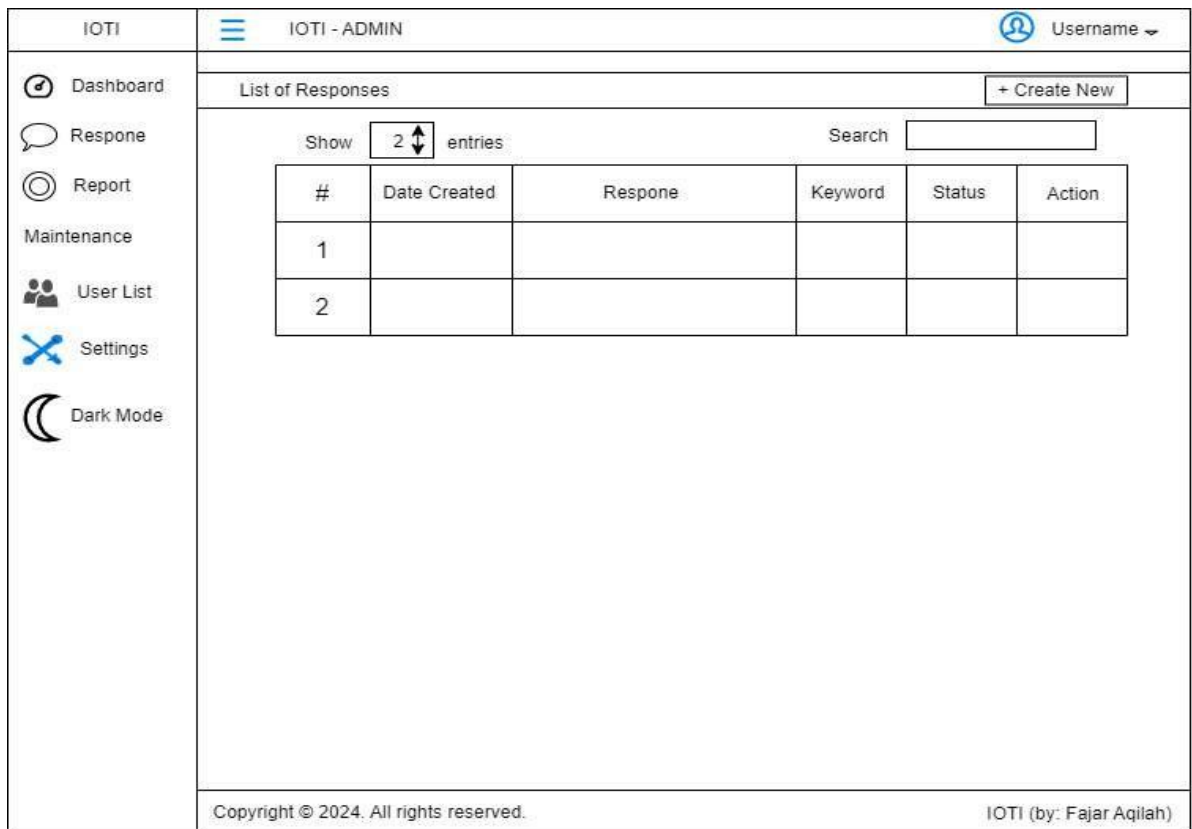 IOTI
IOTI - ADMIN
Username
Dashboard
Respone
Report
Maintenance
User List
Settings
Dark Mode
List of Responses
+ Create New
Show 2 entries
Search
# Date Created Respone Keyword Status Action
1
2
Copyright © 2024. All rights reserved.
IOTI (by: Fajar Aqilah)